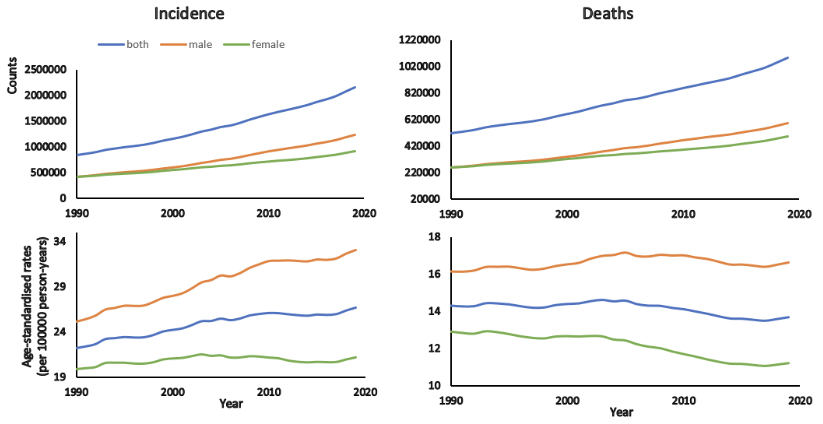 Incidence
Deaths
both male female
Counts
2500000
2000000
1500000
1000000
500000
0
1990 2000 2010 2020
1220000
1020000
820000
620000
420000
220000
20000
1990 2000 2010 2020
Age-standardised rates
(per 100000 person-years)
34
29
24
19
1990 2000 2010 2020
Year
18
16
14
12
10
1990 2000 2010 2020
Year